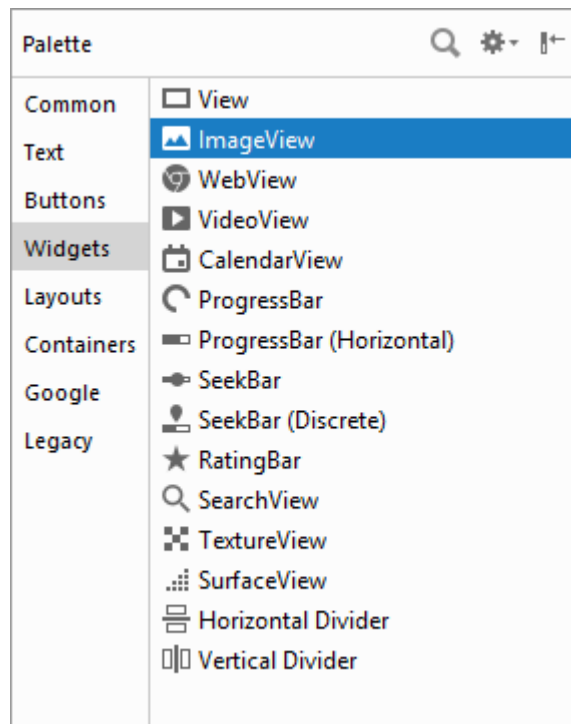 Palette
Common
Text
Buttons
Widgets
Layouts
Containers
Google
Legacy
View
ImageView
WebView
VideoView
CalendarView
ProgressBar
ProgressBar (Horizontal)
SeekBar
SeekBar (Discrete)
RatingBar
SearchView
TextureView
SurfaceView
Horizontal Divider
Vertical Divider